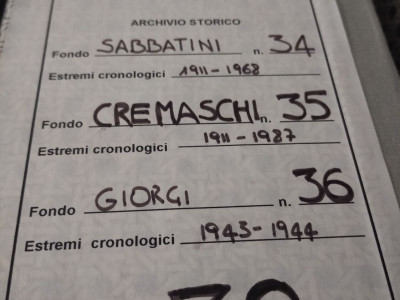 ARCHIVIO STORICO
Fondo SABBATINI n. 34
Estremi cronologici 1911-1968
Fondo CREMASCHI n. 35
Estremi cronologici 1911-1987
Fondo GIORGI n. 36
Estremi cronologici 1943-1944